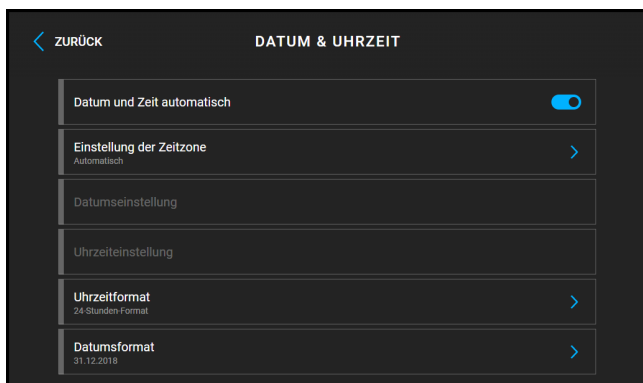 ZURÜCK
DATUM & UHRZEIT
Datum und Zeit automatisch
Einstellung der Zeitzone
Automatisch
Datumseinstellung
Uhrzeiteinstellung
Uhrzeitformat
24-Stunden-Format
Datumsformat
31.12.2018